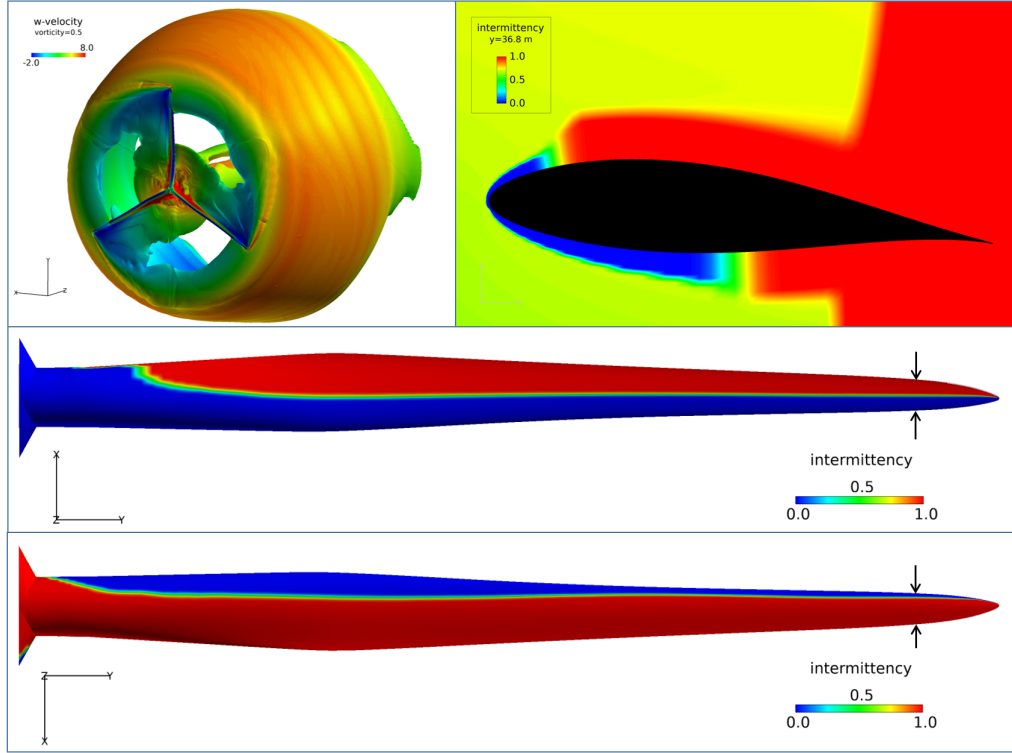 w-velocity
vorticity=0.5
8.0
-2.0
Y
X
Z
intermittency
y=36.8 m
1.0
0.5
0.0
X
Z
Y
intermittency
0.5
0.0
1.0
Z
Y
X
intermittency
0.5
0.0
1.0